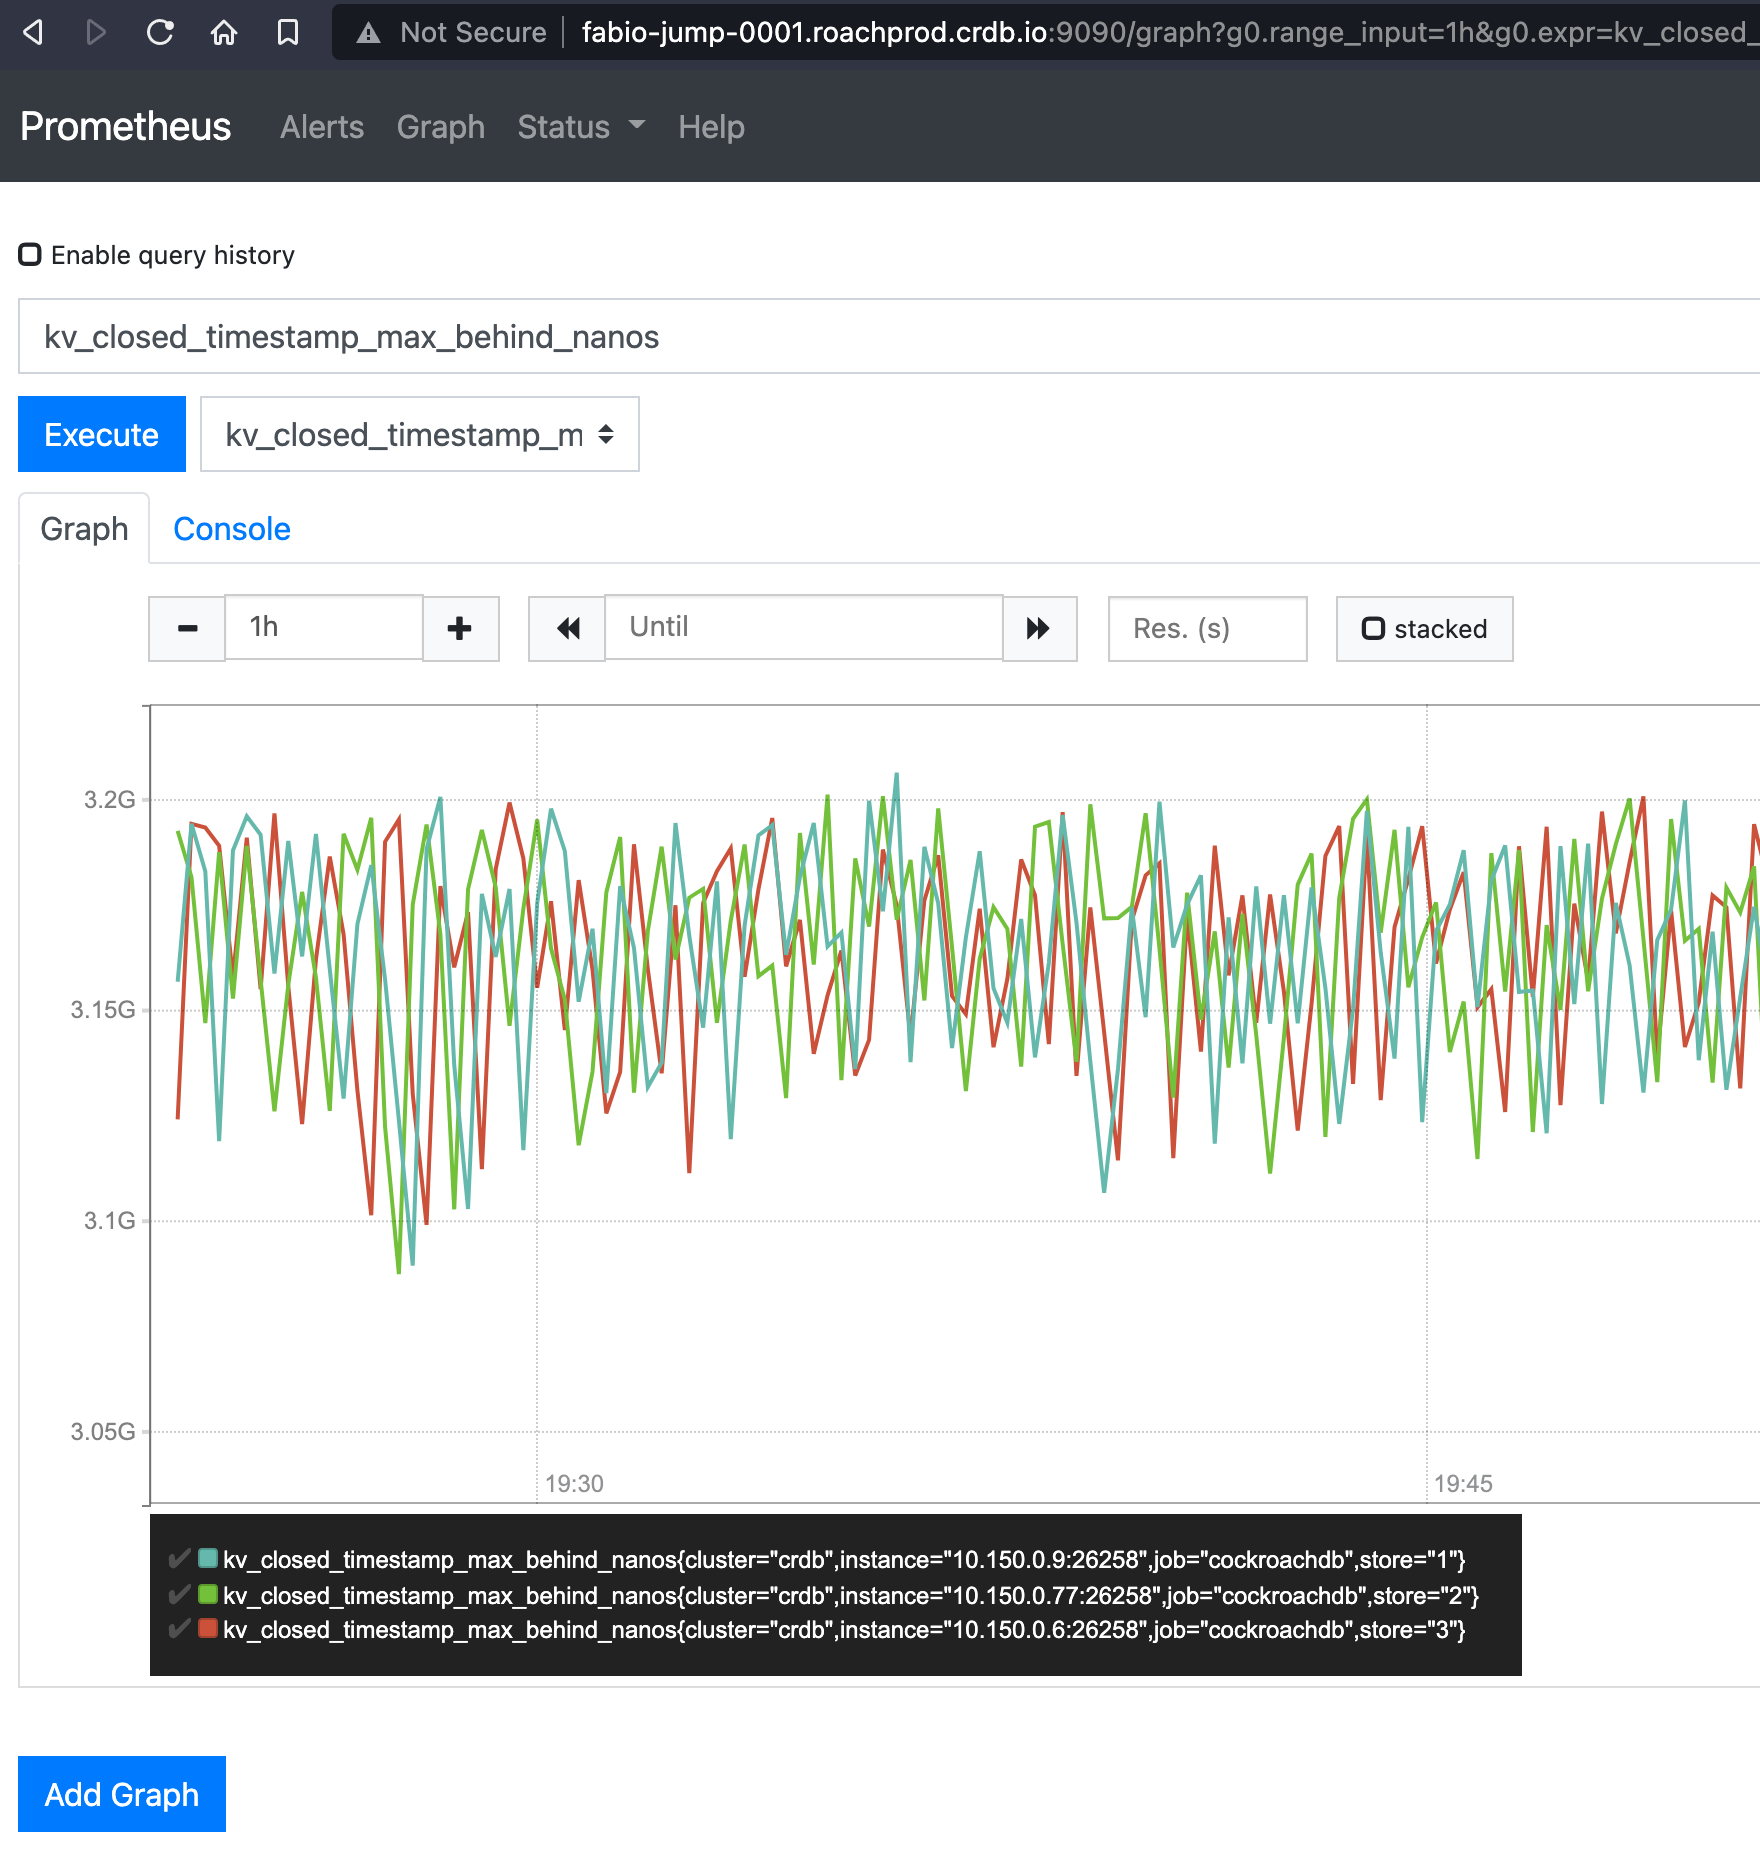 Not Secure fabio-jump-0001.roachprod.crdb.io:9090/graph?g0.range_input=1h&g0.expr=kv_closed_
Prometheus Alerts Graph Status Help
Enable query history
kv_closed_timestamp_max_behind_nanos
Execute kv_closed_timestamp_m
Graph Console
1h Until Res. (s) stacked
3.2G
3.15G
3.1G
3.05G
19:30 19:45
kv_closed_timestamp_max_behind_nanos{cluster="crdb",instance="10.150.0.9:26258",job="cockroachdb",store="1"}
kv_closed_timestamp_max_behind_nanos{cluster="crdb",instance="10.150.0.77:26258",job="cockroachdb",store="2"}
kv_closed_timestamp_max_behind_nanos{cluster="crdb",instance="10.150.0.6:26258",job="cockroachdb",store="3"}
Add Graph